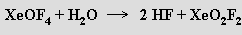 XeOF₄ + H₂O ⟶ 2 HF + XeO₂F₂